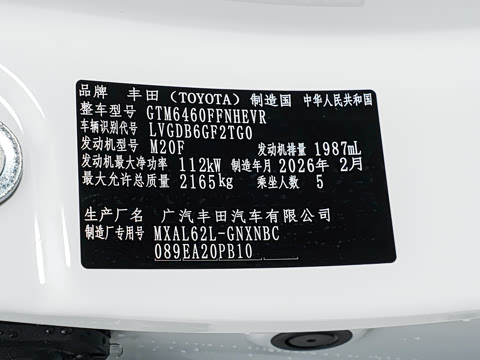 品牌 丰田 (TOYOTA) 制造国 中华人民共和国
整车型号 GTM6460FFNHEVR
车辆识别代号 LVGDB6GF2TG0
发动机型号 M20F 发动机排量 1987mL
发动机最大净功率 112kW 制造年月 2026年 2月
最大允许总质量 2165kg 乘坐人数 5
生产厂名 广汽丰田汽车有限公司
制造厂专用号 MXAL62L-GNXNBC
089EA20PB10